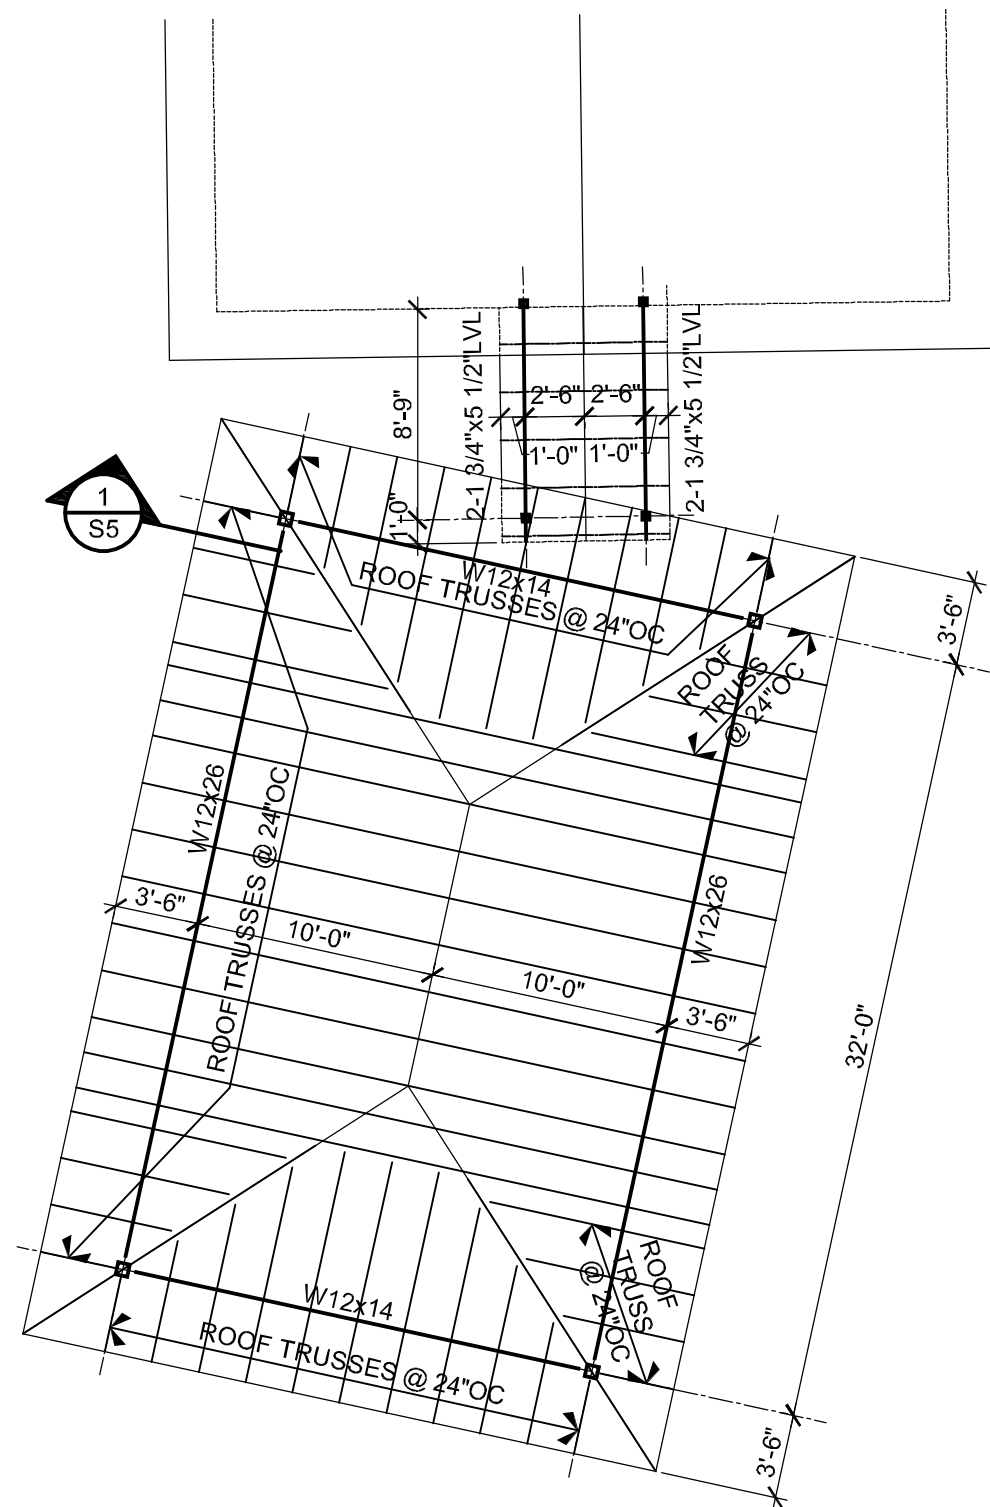 2-1 3/4"x5 1/2"LVL
2-1 3/4"x5 1/2"LVL
8'-9"
2'-6"
2'-6"
1'-0"
1'-0"
1'-0"
1
S5
W12x14
ROOF TRUSSES @ 24"OC
3'-6"
ROOF
TRUSS
@ 24"OC
W12x26
ROOF TRUSSES @ 24"OC
W12x26
3'-6"
10'-0"
10'-0"
3'-6"
32'-0"
ROOF
TRUSS
@ 24"OC
W12x14
ROOF TRUSSES @ 24"OC
3'-6"